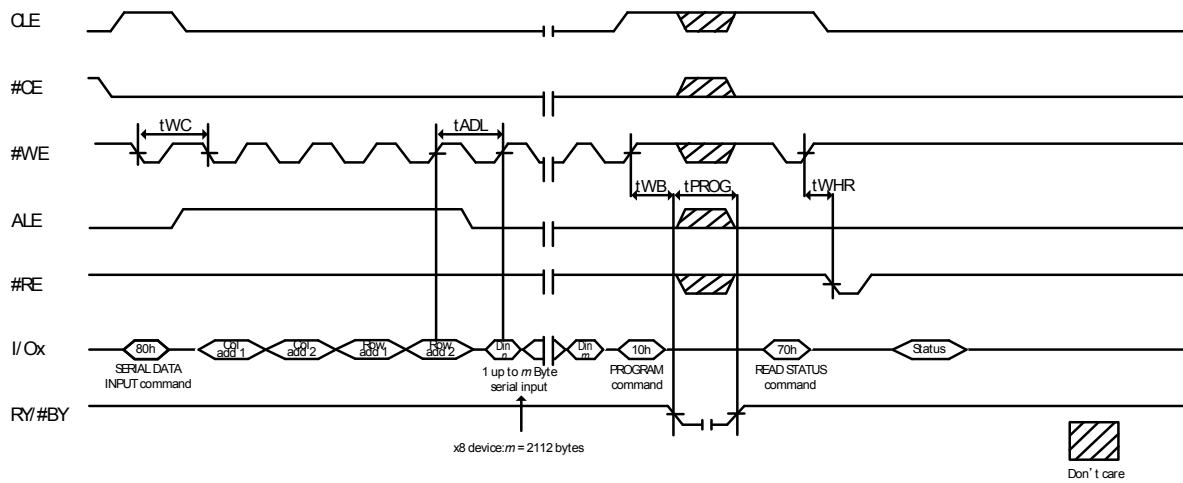 CLE
#CE
tWC
tADL
#WE
tWB
tPROG
tWHR
ALE
#RE
I/Ox
80h
Col
add 1
Col
add 2
Row
add 1
Row
add 2
Din
n
Din
m
10h
70h
Status
SERIAL DATA
INPUT command
1 up to m Byte
serial input
PROGRAM
command
READ STATUS
command
RY/#BY
x8 device:m = 2112 bytes
Don't care